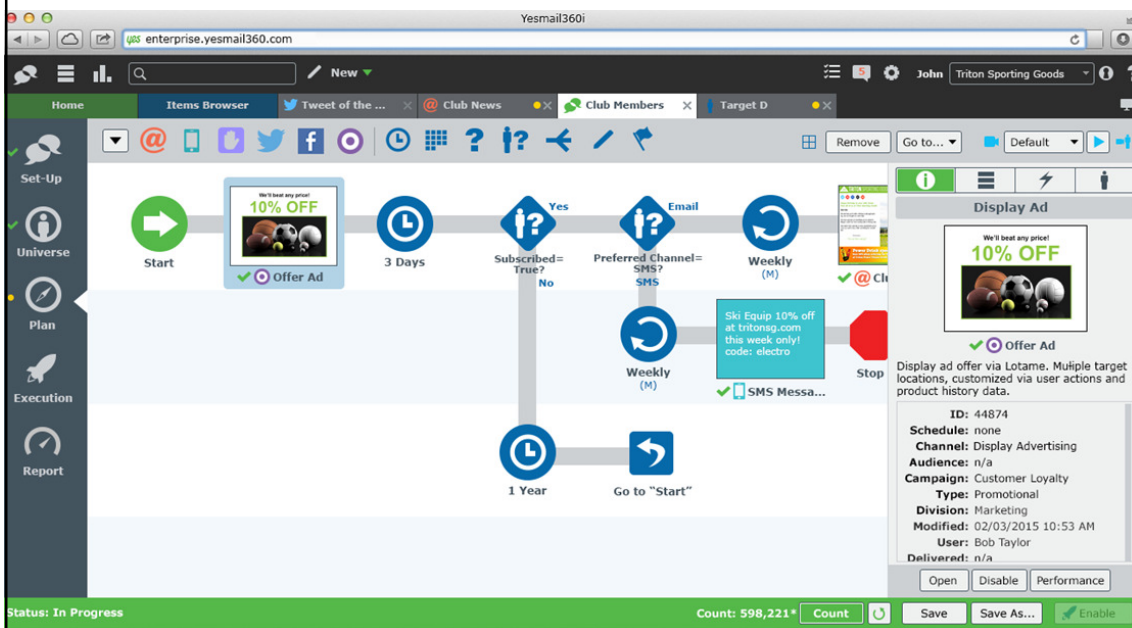 Yesmail360i
yes enterprise.yesmail360.com
New
5
John
Triton Sporting Goods
Home
Items Browser
Tweet of the ...
Club News
Club Members
Target D
Remove
Go to...
Default
Set-Up
Universe
Plan
Execution
Report
Start
We'll beat any price!
10% OFF
Offer Ad
3 Days
Yes
Subscribed=
True?
No
Email
Preferred Channel=
SMS?
SMS
Weekly
(M)
TRITON
Clu
Weekly
(M)
Ski Equip 10% off
at tritonsg.com
this week only!
code: electro
SMS Messa...
Stop
1 Year
Go to “Start”
Display Ad
We'll beat any price!
10% OFF
Offer Ad
Display ad offer via Lotame. Muliple target
locations, customized via user actions and
product history data.
ID: 44874
Schedule: none
Channel: Display Advertising
Audience: n/a
Campaign: Customer Loyalty
Type: Promotional
Division: Marketing
Modified: 02/03/2015 10:53 AM
User: Bob Taylor
Delivered: n/a
Open
Disable
Performance
Status: In Progress
Count: 598,221*
Count
Save
Save As...
Enable